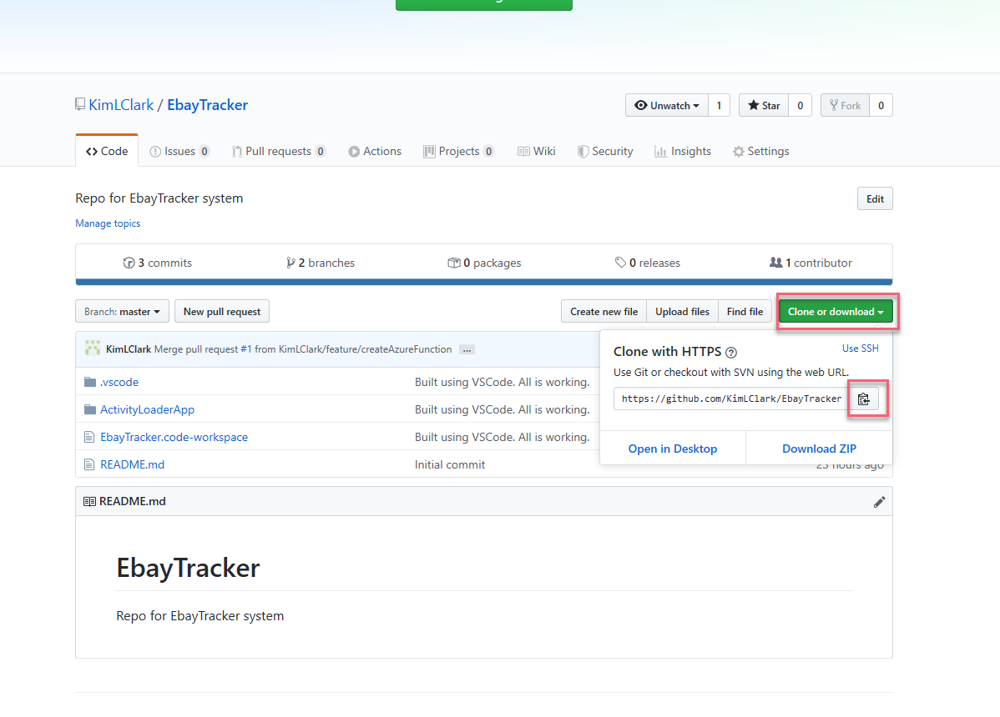 KimLClark / EbayTracker
Unwatch 1 Star 0 Fork 0
Code Issues 0 Pull requests 0 Actions Projects 0 Wiki Security Insights Settings
Repo for EbayTracker system Edit
Manage topics
3 commits 2 branches 0 packages 0 releases 1 contributor
Branch: master New pull request Create new file Upload files Find file Clone or download
KimLClark Merge pull request #1 from KimLClark/feature/createAzureFunction ...
Clone with HTTPS ? Use SSH
Use Git or checkout with SVN using the web URL.
https://github.com/KimLClark/EbayTracker
Open in Desktop Download ZIP
.vscode Built using VSCode. All is working.
ActivityLoaderApp Built using VSCode. All is working.
EbayTracker.code-workspace Built using VSCode. All is working.
README.md Initial commit 23 hours ago
README.md
EbayTracker
Repo for EbayTracker system